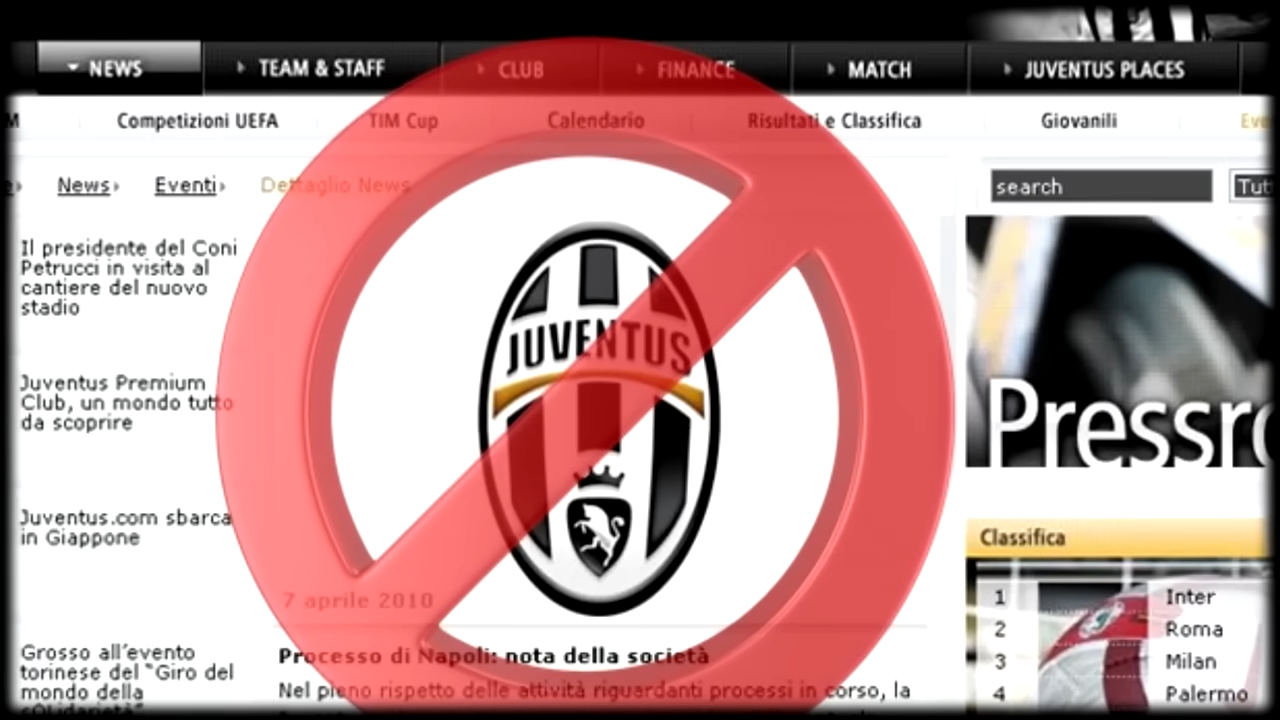 NEWS TEAM & STAFF CLUB FINANCE MATCH JUVENTUS PLACES
Competizioni UEFA TIM Cup Calendario Risultati e Classifica Giovanili
News Eventi Dettaglio News
search
Il presidente del Coni
Petrucci in visita al
cantiere del nuovo
stadio
JUVENTUS
Juventus Premium
Club, un mondo tutto
da scoprire
Juventus.com sbarca
in Giappone
Grosso all'evento
torinese del "Giro del
mondo della
sOLIdarietà"
7 aprile 2010
Processo di Napoli: nota della società
Nel pieno rispetto delle attività riguardanti processi in corso, la
Classifica
1 Inter
2 Roma
3 Milan
4 Palermo